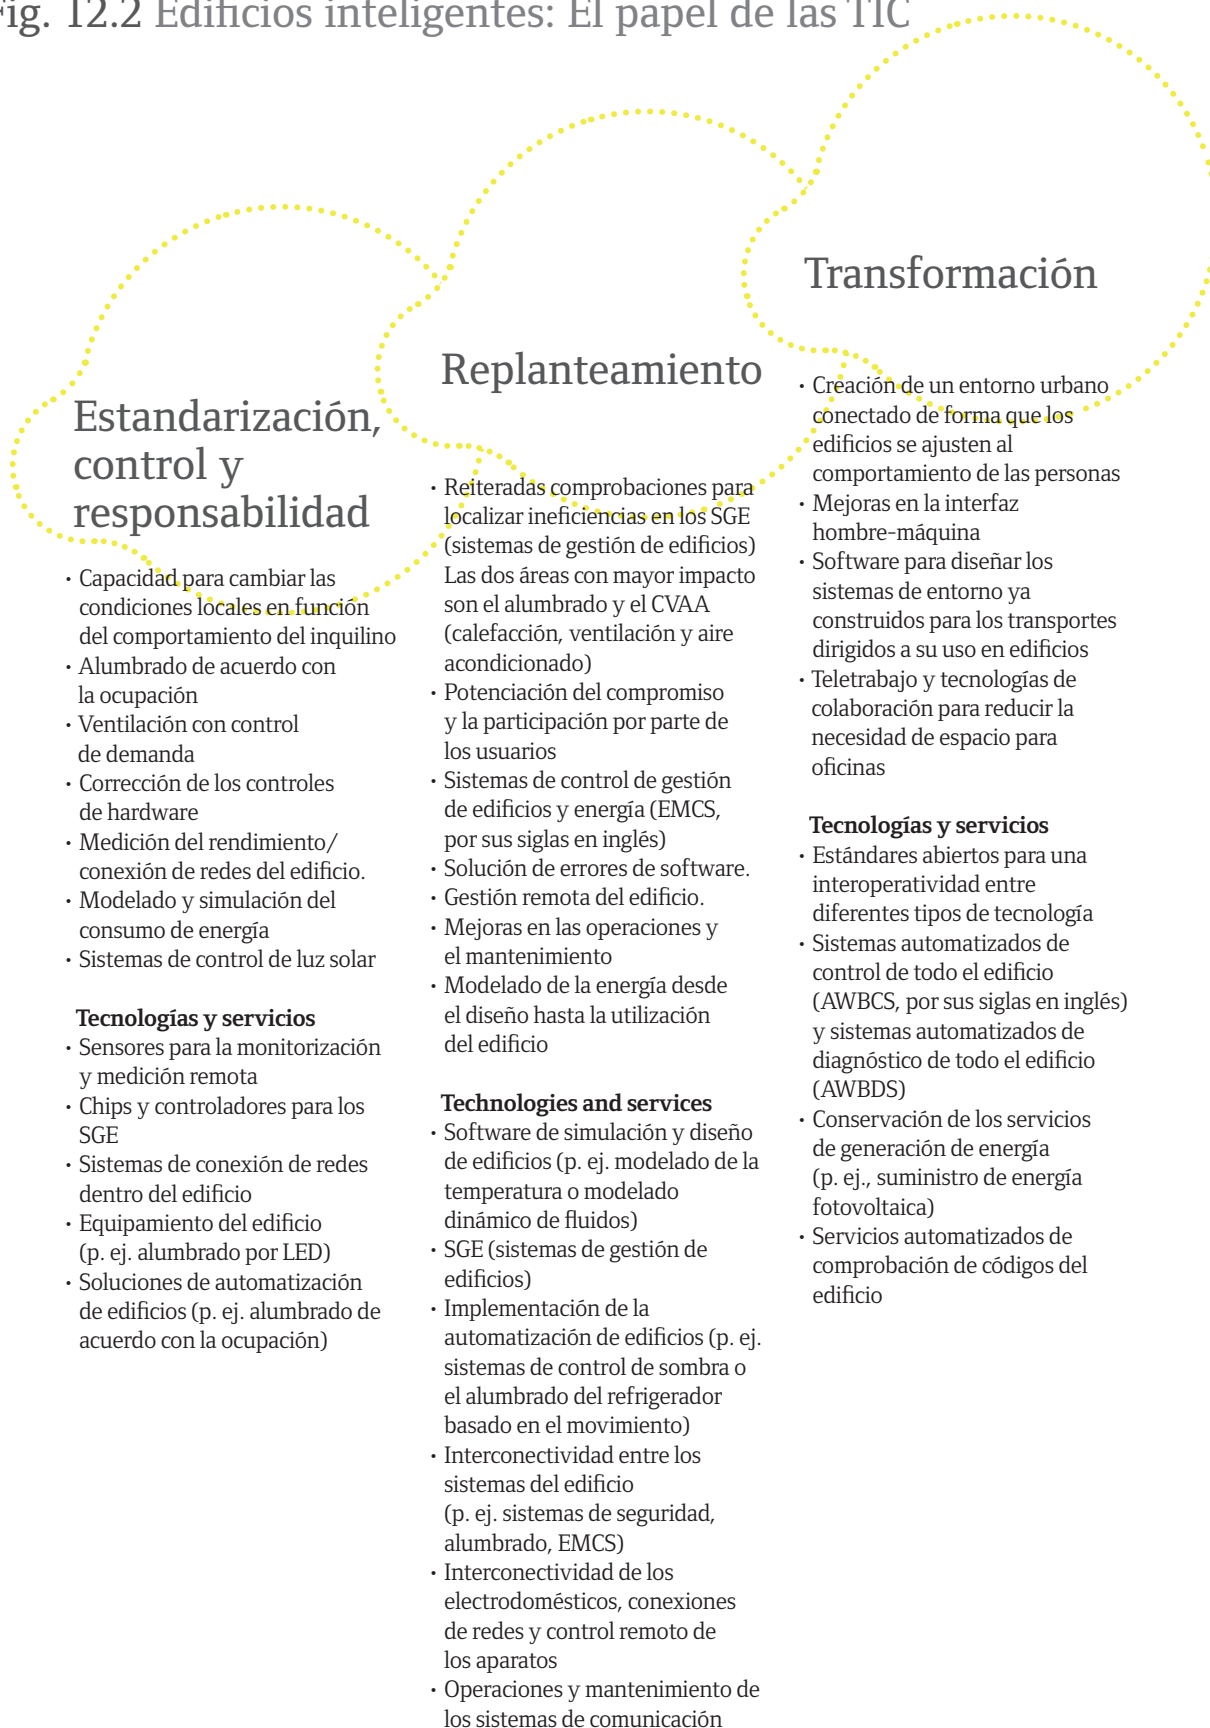 Fig. 12.2 Edificios inteligentes: El papel de las TIC
Estandarización,
control y
responsabilidad
· Capacidad para cambiar las
condiciones locales en función
del comportamiento del inquilino
· Alumbrado de acuerdo con
la ocupación
· Ventilación con control
de demanda
· Corrección de los controles
de hardware
· Medición del rendimiento/
conexión de redes del edificio.
· Modelado y simulación del
consumo de energía
· Sistemas de control de luz solar
Tecnologías y servicios
· Sensores para la monitorización
y medición remota
· Chips y controladores para los
SGE
· Sistemas de conexión de redes
dentro del edificio
· Equipamiento del edificio
(p. ej. alumbrado por LED)
· Soluciones de automatización
de edificios (p. ej. alumbrado de
acuerdo con la ocupación)
Replanteamiento
· Reiteradas comprobaciones para
localizar ineficiencias en los SGE
(sistemas de gestión de edificios)
Las dos áreas con mayor impacto
son el alumbrado y el CVAA
(calefacción, ventilación y aire
acondicionado)
· Potenciación del compromiso
y la participación por parte de
los usuarios
· Sistemas de control de gestión
de edificios y energía (EMCS,
por sus siglas en inglés)
· Solución de errores de software.
· Gestión remota del edificio.
· Mejoras en las operaciones y
el mantenimiento
· Modelado de la energía desde
el diseño hasta la utilización
del edificio
Technologies and services
· Software de simulación y diseño
de edificios (p. ej. modelado de la
temperatura o modelado
dinámico de fluidos)
· SGE (sistemas de gestión de
edificios)
· Implementación de la
automatización de edificios (p. ej.
sistemas de control de sombra o
el alumbrado del refrigerador
basado en el movimiento)
· Interconectividad entre los
sistemas del edificio
(p. ej. sistemas de seguridad,
alumbrado, EMCS)
· Interconectividad de los
electrodomésticos, conexiones
de redes y control remoto de
los aparatos
· Operaciones y mantenimiento de
los sistemas de comunicación
Transformación
· Creación de un entorno urbano
conectado de forma que los
edificios se ajusten al
comportamiento de las personas
· Mejoras en la interfaz
hombre-máquina
· Software para diseñar los
sistemas de entorno ya
construidos para los transportes
dirigidos a su uso en edificios
· Teletrabajo y tecnologías de
colaboración para reducir la
necesidad de espacio para
oficinas
Tecnologías y servicios
· Estándares abiertos para una
interoperatividad entre
diferentes tipos de tecnología
· Sistemas automatizados de
control de todo el edificio
(AWBCS, por sus siglas en inglés)
y sistemas automatizados de
diagnóstico de todo el edificio
(AWBDS)
· Conservación de los servicios
de generación de energía
(p. ej., suministro de energía
fotovoltaica)
· Servicios automatizados de
comprobación de códigos del
edificio